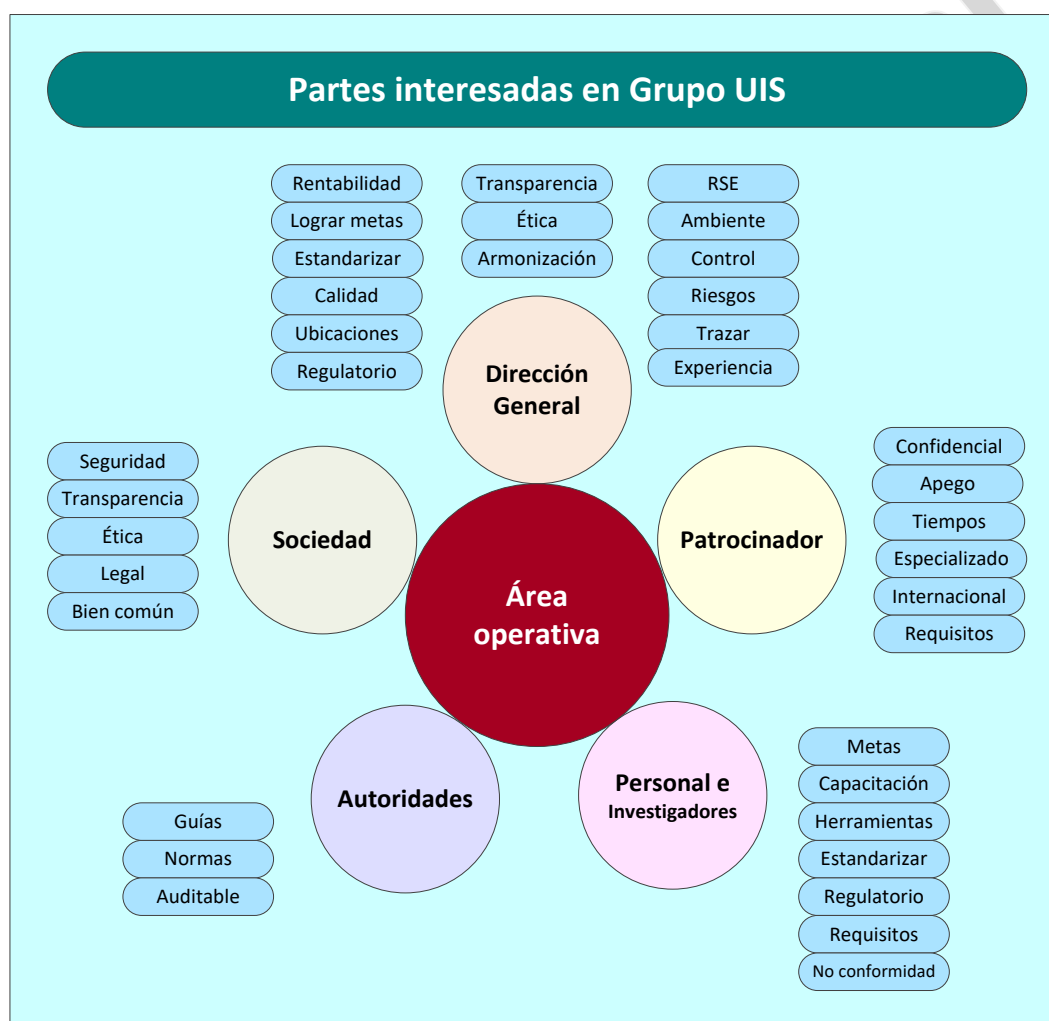 Partes interesadas en Grupo UIS
Rentabilidad
Lograr metas
Estandarizar
Calidad
Ubicaciones
Regulatorio
Transparencia
Ética
Armonización
RSE
Ambiente
Control
Riesgos
Trazar
Experiencia
Dirección
General
Seguridad
Transparencia
Ética
Legal
Bien común
Sociedad
Patrocinador
Confidencial
Apego
Tiempos
Especializado
Internacional
Requisitos
Área
operativa
Autoridades
Guías
Normas
Auditable
Personal e
Investigadores
Metas
Capacitación
Herramientas
Estandarizar
Regulatorio
Requisitos
No conformidad